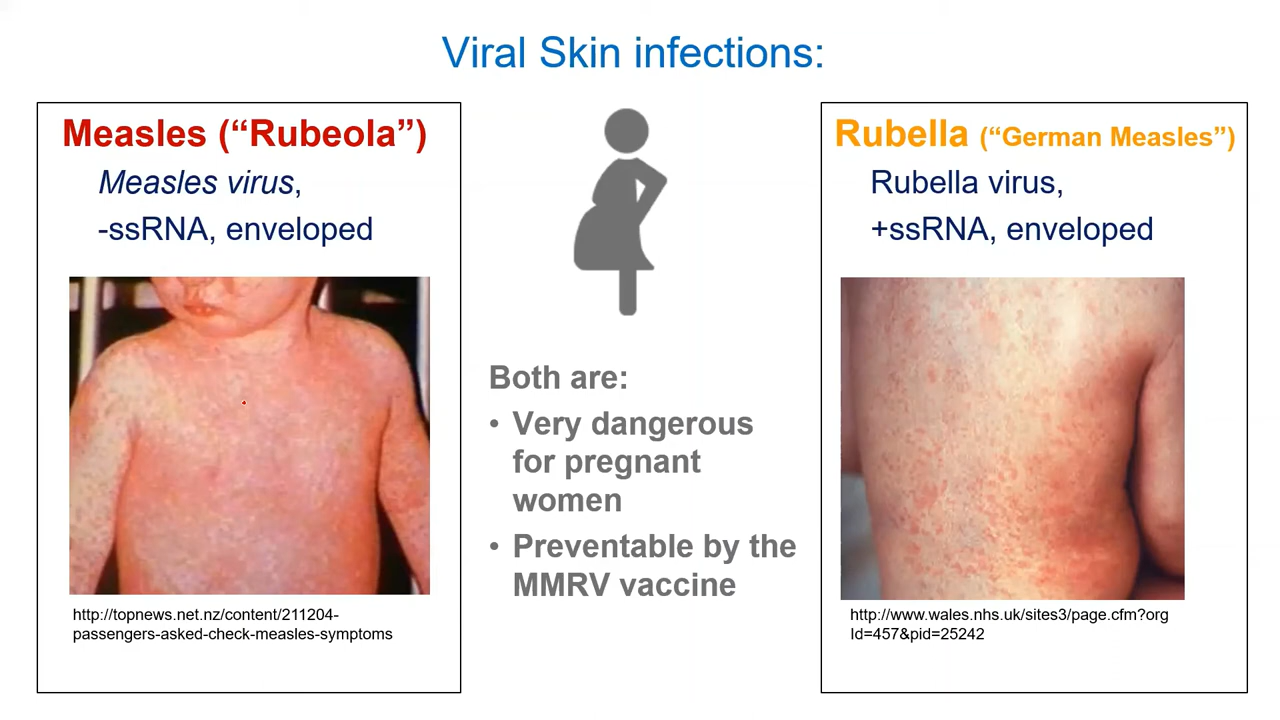 Viral Skin infections:
Measles (“Rubeola”)
Measles virus,
-ssRNA, enveloped
http://topnews.net.nz/content/211204-
passengers-asked-check-measles-symptoms
Both are:
• Very dangerous
for pregnant
women
• Preventable by the
MMRV vaccine
Rubella (“German Measles”)
Rubella virus,
+ssRNA, enveloped
http://www.wales.nhs.uk/sites3/page.cfm?org
Id=457&pid=25242